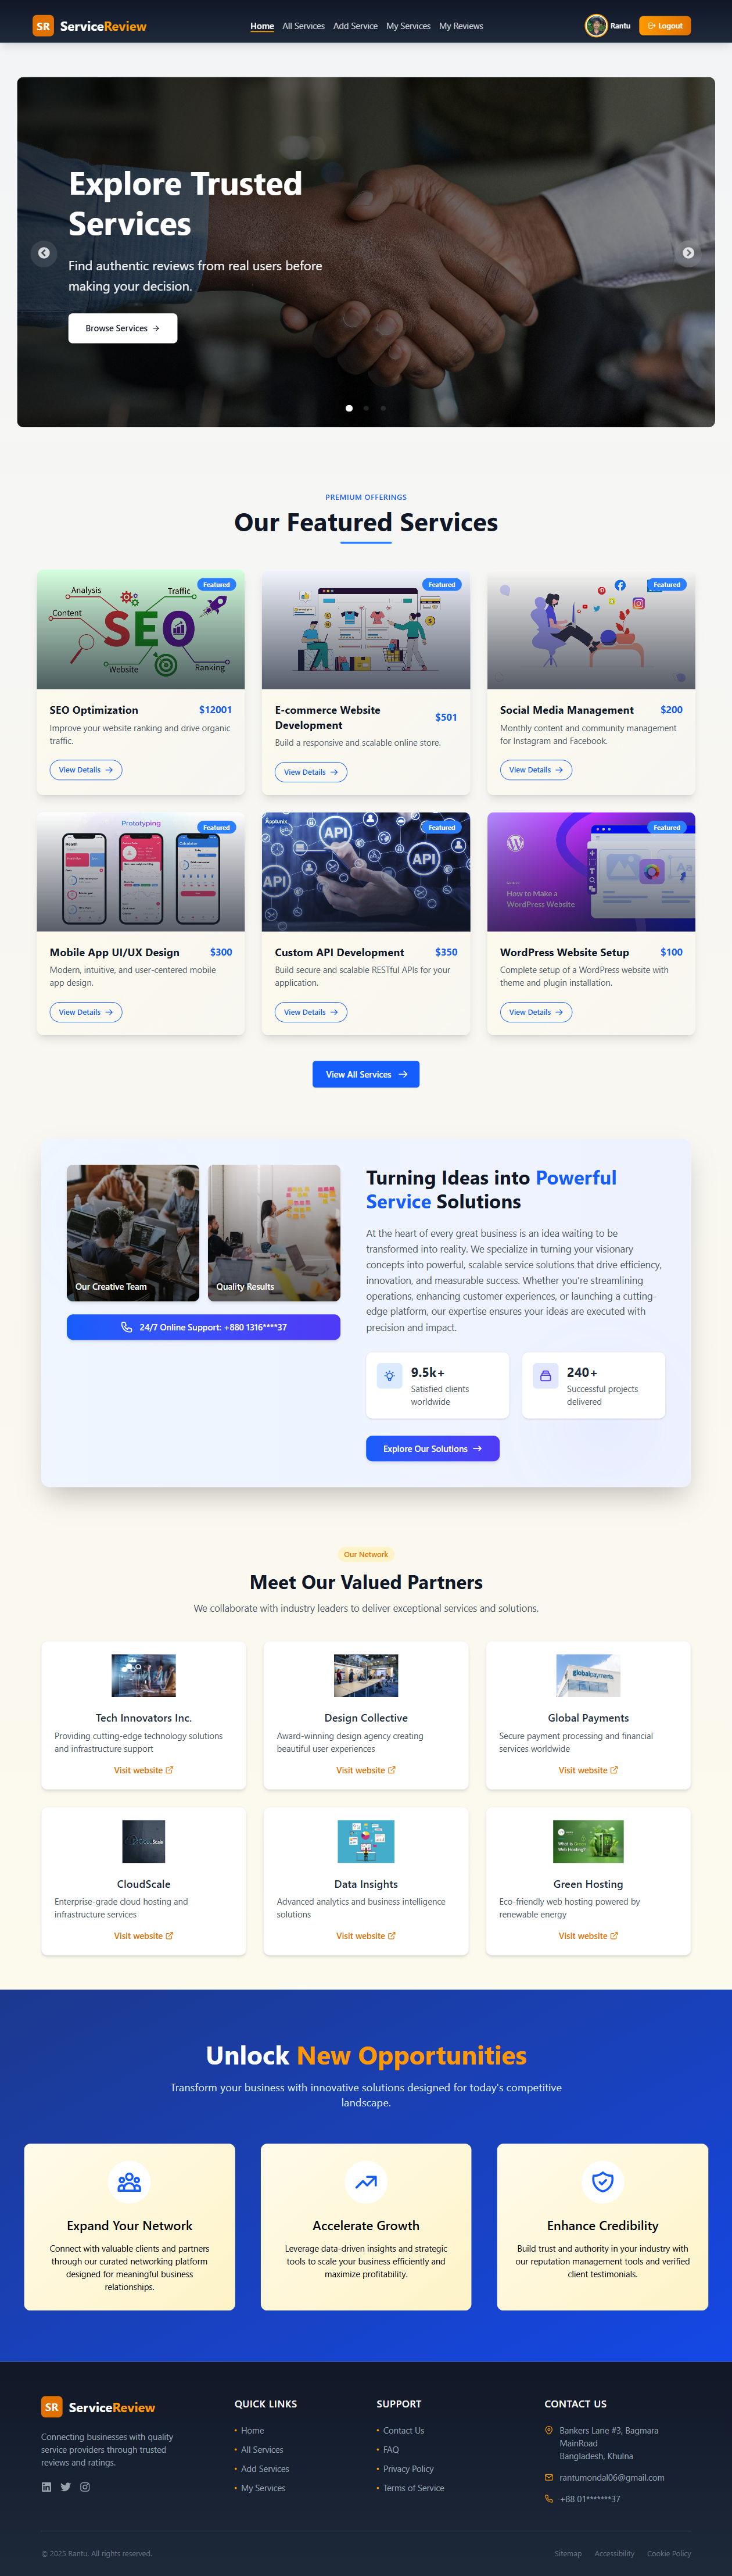 SR ServiceReview
Home All Services Add Service My Services My Reviews
Rantu Logout
Explore Trusted
Services
Find authentic reviews from real users before
making your decision.
Browse Services
PREMIUM OFFERINGS
Our Featured Services
Featured
Analysis
Traffic
Content
SEO
Website
Ranking
SEO Optimization $12001
Improve your website ranking and drive organic
traffic.
View Details
Featured
E-commerce Website
Development
$501
Build a responsive and scalable online store.
View Details
Featured
Social Media Management $200
Monthly content and community management
for Instagram and Facebook.
View Details
Prototyping
Featured
Health
Calculator
Mobile App UI/UX Design $300
Modern, intuitive, and user-centered mobile
app design.
View Details
Apptunix
Featured
API
API
API
Custom API Development $350
Build secure and scalable RESTful APIs for your
application.
View Details
Featured
How to Make a
WordPress Website
WordPress Website Setup $100
Complete setup of a WordPress website with
theme and plugin installation.
View Details
View All Services
Our Creative Team
Quality Results
24/7 Online Support: +880 1316****37
Turning Ideas into Powerful
Service Solutions
At the heart of every great business is an idea waiting to be
transformed into reality. We specialize in turning your visionary
concepts into powerful, scalable service solutions that drive efficiency,
innovation, and measurable success. Whether you're streamlining
operations, enhancing customer experiences, or launching a cutting-
edge platform, our expertise ensures your ideas are executed with
precision and impact.
9.5k+
Satisfied clients
worldwide
240+
Successful projects
delivered
Explore Our Solutions
Our Network
Meet Our Valued Partners
We collaborate with industry leaders to deliver exceptional services and solutions.
Tech Innovators Inc.
Providing cutting-edge technology solutions
and infrastructure support
Visit website
Design Collective
Award-winning design agency creating
beautiful user experiences
Visit website
globalpayments
Global Payments
Secure payment processing and financial
services worldwide
Visit website
CloudScale
Enterprise-grade cloud hosting and
infrastructure services
Visit website
Data Insights
Advanced analytics and business intelligence
solutions
Visit website
What is Green
Web Hosting?
Green Hosting
Eco-friendly web hosting powered by
renewable energy
Visit website
Unlock New Opportunities
Transform your business with innovative solutions designed for today's competitive
landscape.
Expand Your Network
Connect with valuable clients and partners
through our curated networking platform
designed for meaningful business
relationships.
Accelerate Growth
Leverage data-driven insights and strategic
tools to scale your business efficiently and
maximize profitability.
Enhance Credibility
Build trust and authority in your industry with
our reputation management tools and verified
client testimonials.
SR ServiceReview
Connecting businesses with quality
service providers through trusted
reviews and ratings.
QUICK LINKS
Home
All Services
Add Services
My Services
SUPPORT
Contact Us
FAQ
Privacy Policy
Terms of Service
CONTACT US
Bankers Lane #3, Bagmara
MainRoad
Bangladesh, Khulna
rantumondal06@gmail.com
+88 01*******37
© 2025 Rantu. All rights reserved.
Sitemap Accessibility Cookie Policy